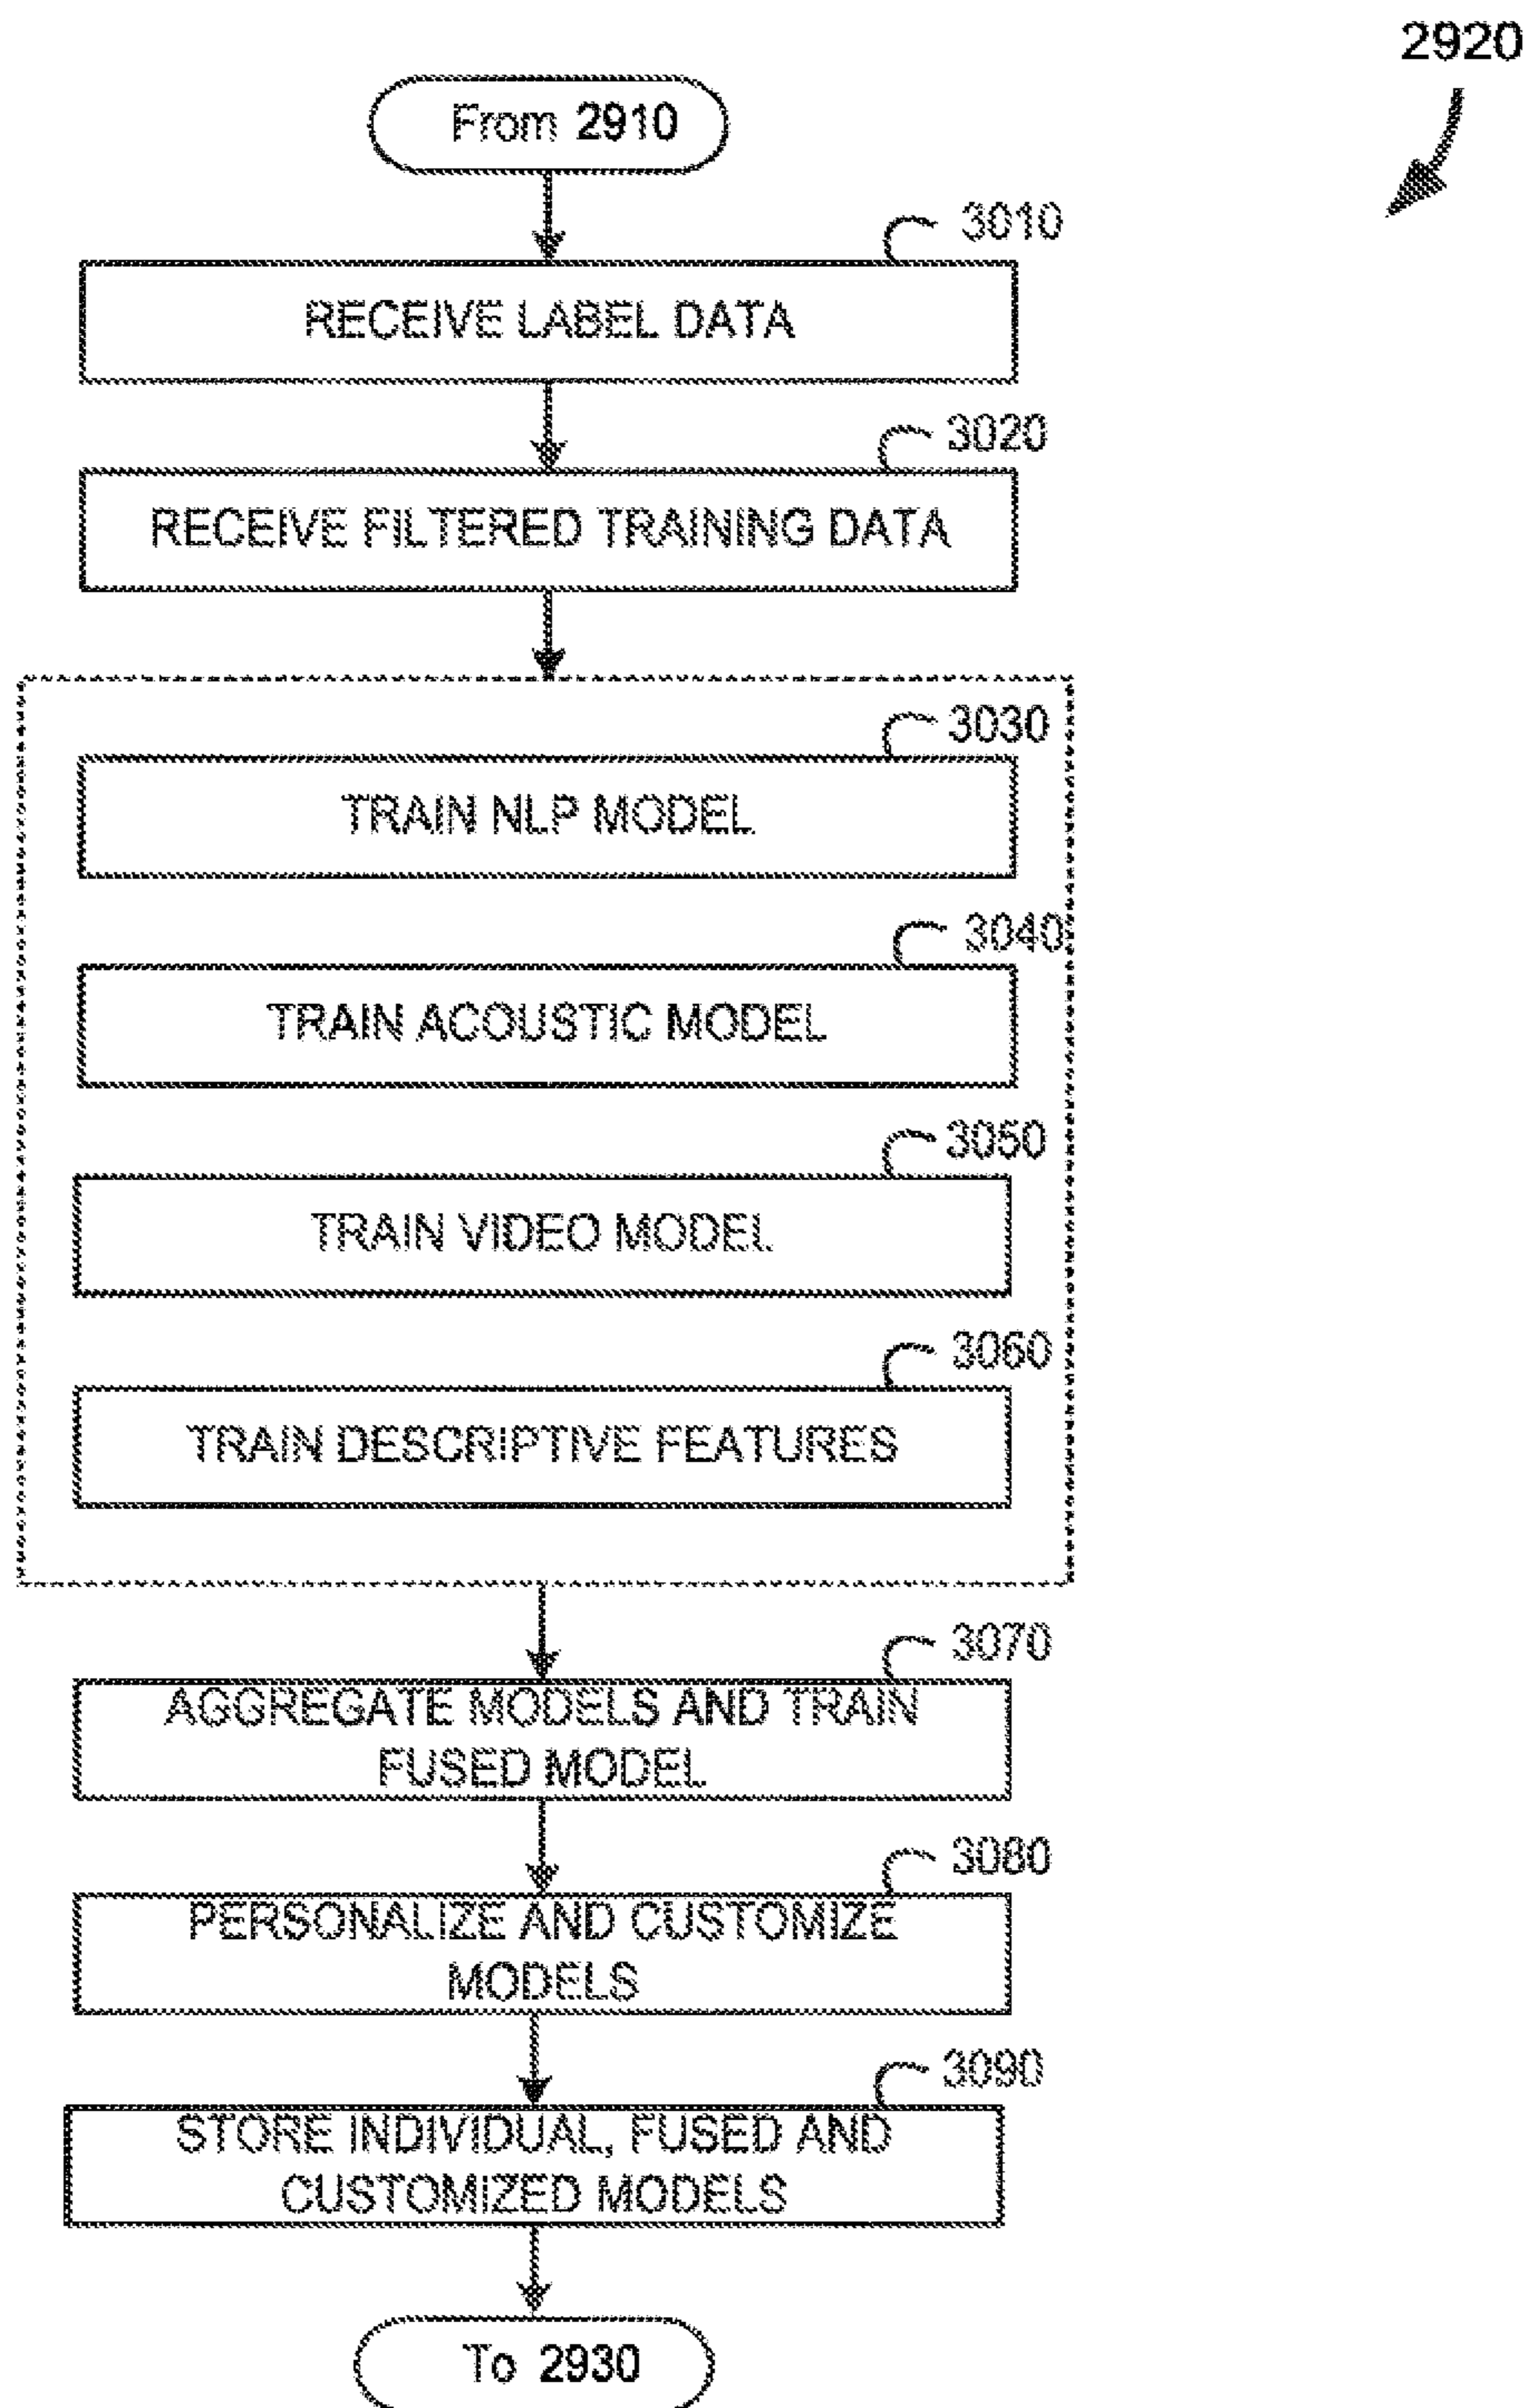 2920
From 2910
3010
RECEIVE LABEL DATA
3020
RECEIVE FILTERED TRAINING DATA
3030
TRAIN NLP MODEL
3040
TRAIN ACOUSTIC MODEL
3050
TRAIN VIDEO MODEL
3060
TRAIN DESCRIPTIVE FEATURES
3070
AGGREGATE MODELS AND TRAIN
FUSED MODEL
3080
PERSONALIZE AND CUSTOMIZE
MODELS
3090
STORE INDIVIDUAL, FUSED AND
CUSTOMIZED MODELS
To 2930